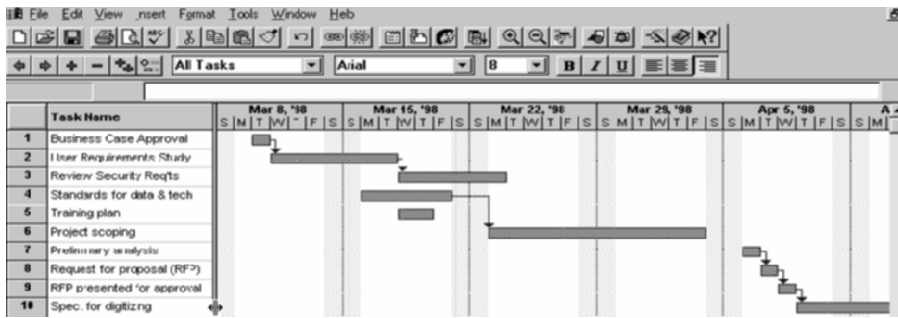 File Edit View Insert Format Tools Window Help
All Tasks Arial 8 B I U
Task Name Mar 8, '98 Mar 15, '98 Mar 22, '98 Mar 29, '98 Apr 5, '98 A
S M T W T F S S M T W T F S S M T W T F S S M T W T F S S M T W T F S S M
1 Business Case Approval
2 User Requirements Study
3 Review Security Req'ts
4 Standards for data & tech
5 Training plan
6 Project scoping
7 Preliminary analysis
8 Request for proposal (RFP)
9 RFP presented for approval
10 Spec. for digitizing